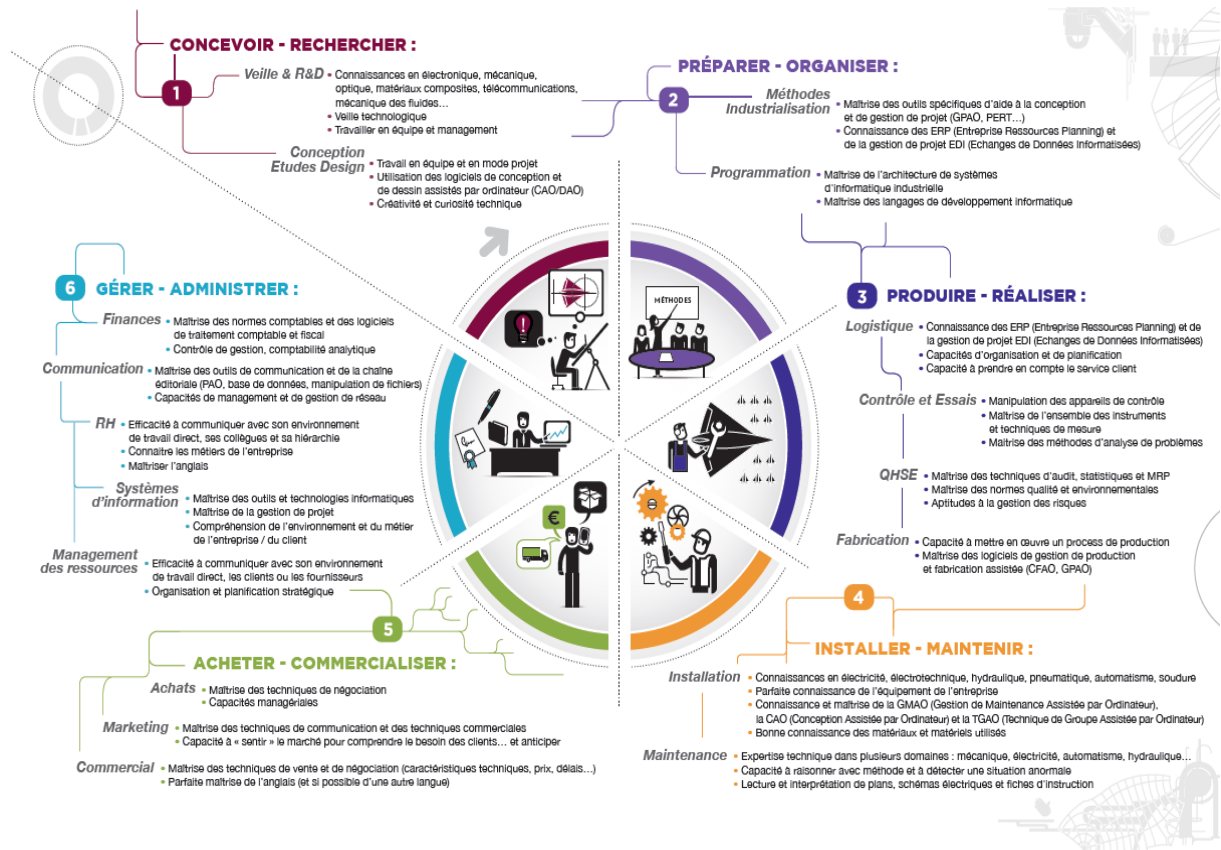 CONCEVOIR - RECHERCHER :
1
Veille & R&D
• Connaissances en électronique, mécanique,
optique, matériaux composites, télécommunications,
mécanique des fluides…
• Veille technologique
• Travailler en équipe et management
Conception
Etudes Design
• Travail en équipe et en mode projet
• Utilisation des logiciels de conception et
de dessin assistés par ordinateur (CAO/DAO)
• Créativité et curiosité technique
PRÉPARER - ORGANISER :
2
Méthodes
Industrialisation
• Maîtrise des outils spécifiques d'aide à la conception
et de gestion de projet (GPAO, PERT…)
• Connaissance des ERP (Entreprise Ressources Planning) et
de la gestion de projet EDI (Echanges de Données Informatisées)
Programmation
• Maîtrise de l'architecture de systèmes
d'informatique industrielle
• Maîtrise des langages de développement informatique
MÉTHODES
€
3
PRODUIRE - RÉALISER :
Logistique
• Connaissance des ERP (Entreprise Ressources Planning) et de
la gestion de projet EDI (Echanges de Données Informatisées)
• Capacités d'organisation et de planification
• Capacité à prendre en compte le service client
Contrôle et Essais
• Manipulation des appareils de contrôle
• Maîtrise de l'ensemble des instruments
et techniques de mesure
• Maîtrise des méthodes d'analyse de problèmes
QHSE
• Maîtrise des techniques d'audit, statistiques et MRP
• Maîtrise des normes qualité et environnementales
• Aptitudes à la gestion des risques
Fabrication
• Capacité à mettre en œuvre un process de production
• Maîtrise des logiciels de gestion de production
et fabrication assistée (CFAO, GPAO)
4
INSTALLER - MAINTENIR :
Installation
• Connaissances en électricité, électrotechnique, hydraulique, pneumatique, automatisme, soudure
• Parfaite connaissance de l'équipement de l'entreprise
• Connaissance et maîtrise de la GMAO (Gestion de Maintenance Assistée par Ordinateur),
la CAO (Conception Assistée par Ordinateur) et la TGAO (Technique de Groupe Assistée par Ordinateur)
• Bonne connaissance des matériaux et matériels utilisés
Maintenance
• Expertise technique dans plusieurs domaines : mécanique, électricité, automatisme, hydraulique…
• Capacité à raisonner avec méthode et à détecter une situation anormale
• Lecture et interprétation de plans, schémas électriques et fiches d'instruction
5
ACHETER - COMMERCIALISER :
Achats
• Maîtrise des techniques de négociation
• Capacités managériales
Marketing
• Maîtrise des techniques de communication et des techniques commerciales
• Capacité à « sentir » le marché pour comprendre le besoin des clients… et anticiper
Commercial
• Maîtrise des techniques de vente et de négociation (caractéristiques techniques, prix, délais…)
• Parfaite maîtrise de l'anglais (et si possible d'une autre langue)
6
GÉRER - ADMINISTRER :
Finances
• Maîtrise des normes comptables et des logiciels
de traitement comptable et fiscal
• Contrôle de gestion, comptabilité analytique
Communication
• Maîtrise des outils de communication et de la chaîne
éditoriale (PAO, base de données, manipulation de fichiers)
• Capacités de management et de gestion de réseau
RH
• Efficacité à communiquer avec son environnement
de travail direct, ses collègues et sa hiérarchie
• Connaitre les métiers de l'entreprise
• Maîtriser l'anglais
Systèmes
d'information
• Maîtrise des outils et technologies informatiques
• Maîtrise de la gestion de projet
• Compréhension de l'environnement et du métier
de l'entreprise / du client
Management
des ressources
• Efficacité à communiquer avec son environnement
de travail direct, les clients ou les fournisseurs
• Organisation et planification stratégique